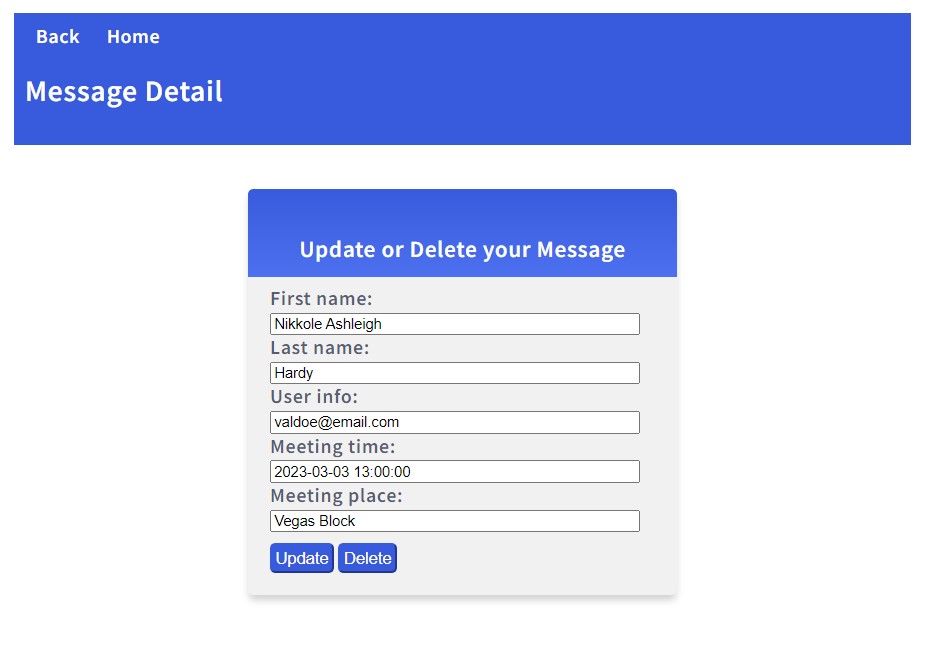 Back Home
Message Detail
Update or Delete your Message
First name:
Nikkole Ashleigh
Last name:
Hardy
User info:
valdoe@email.com
Meeting time:
2023-03-03 13:00:00
Meeting place:
Vegas Block
Update Delete